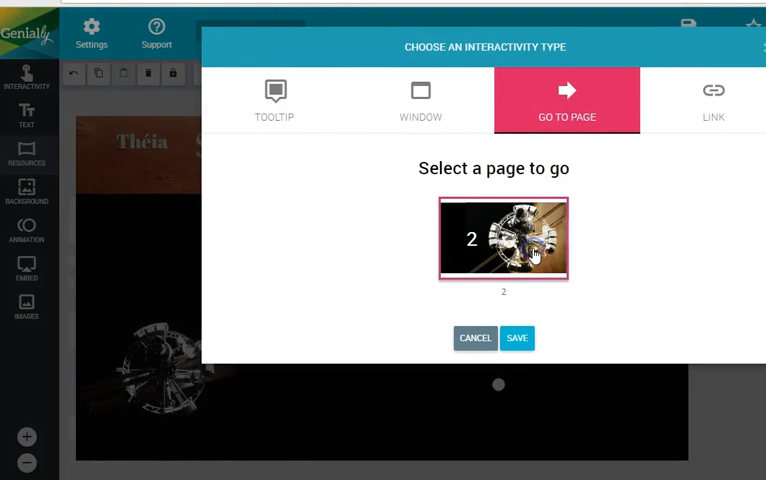 Genially
Settings
Support
CHOOSE AN INTERACTIVITY TYPE
INTERACTIVITY
TEXT
RESOURCES
BACKGROUND
ANIMATION
EMBED
IMAGES
TOOLTIP
WINDOW
GO TO PAGE
LINK
Théia
Select a page to go
2
2
CANCEL
SAVE